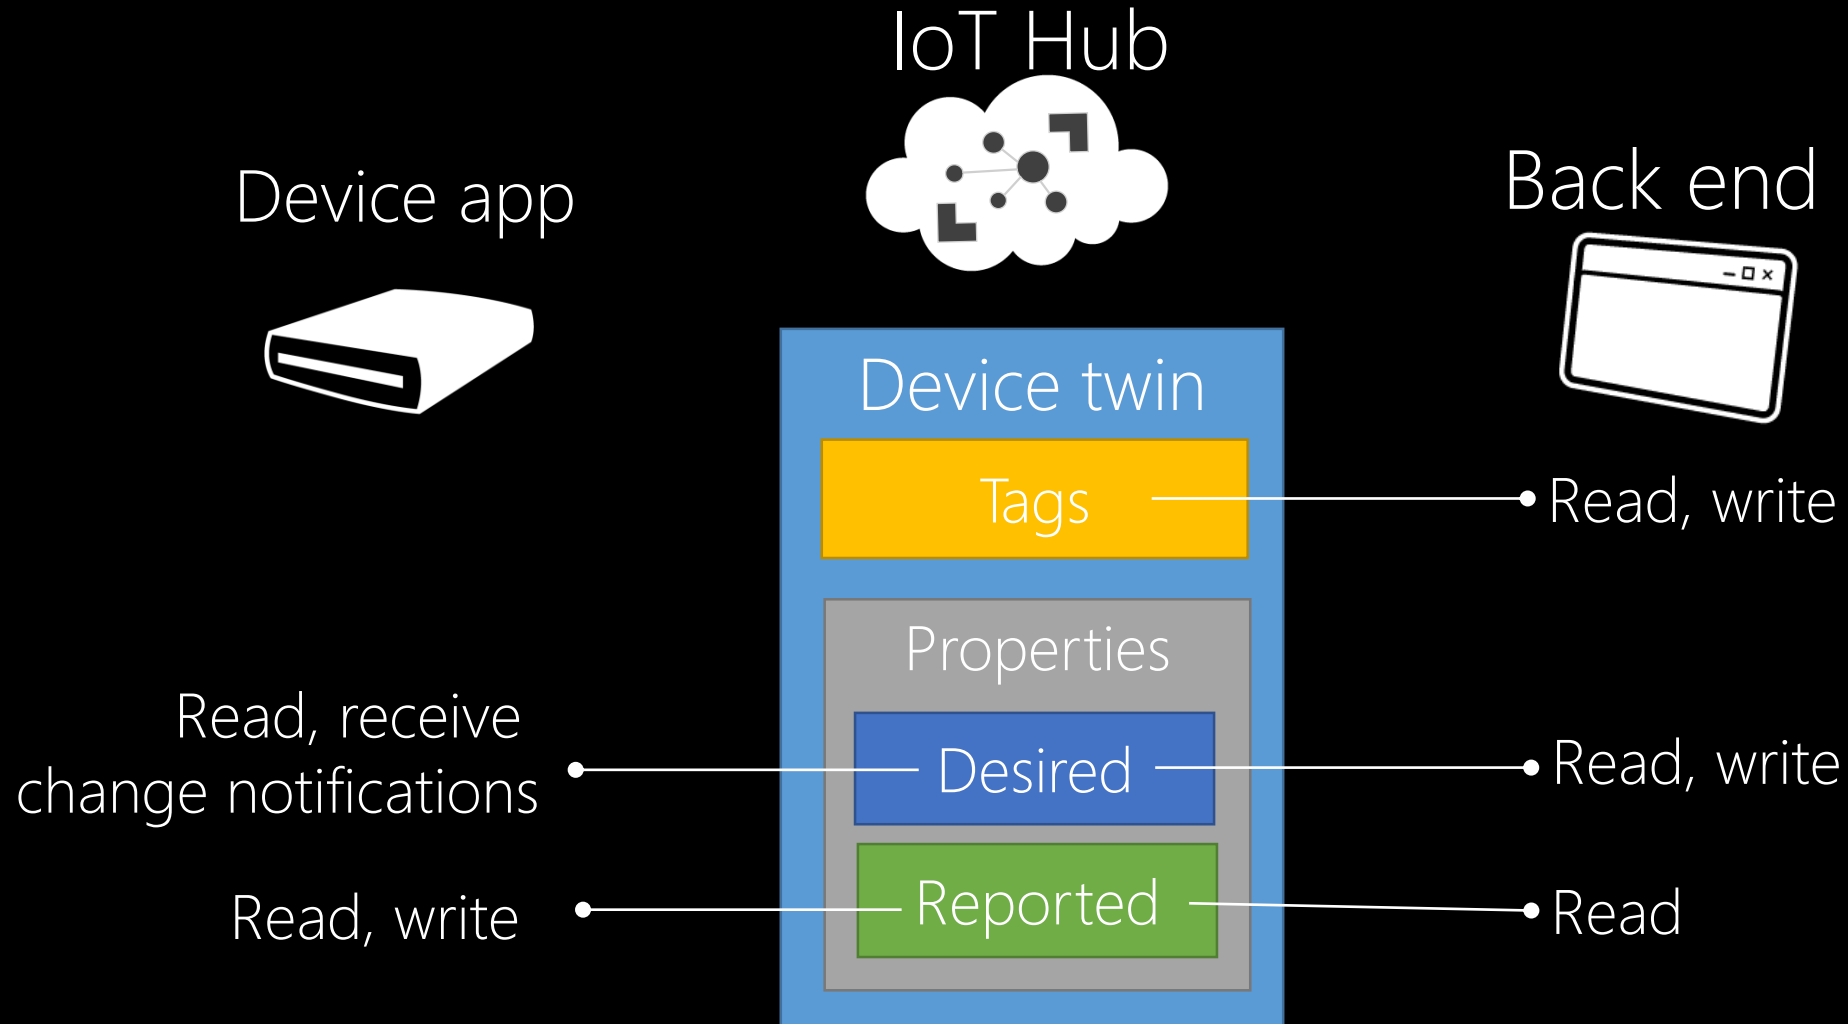 IoT Hub
Device app
Back end
Device twin
Tags
Read, write
Properties
Read, receive
change notifications
Desired
Read, write
Read, write
Reported
Read